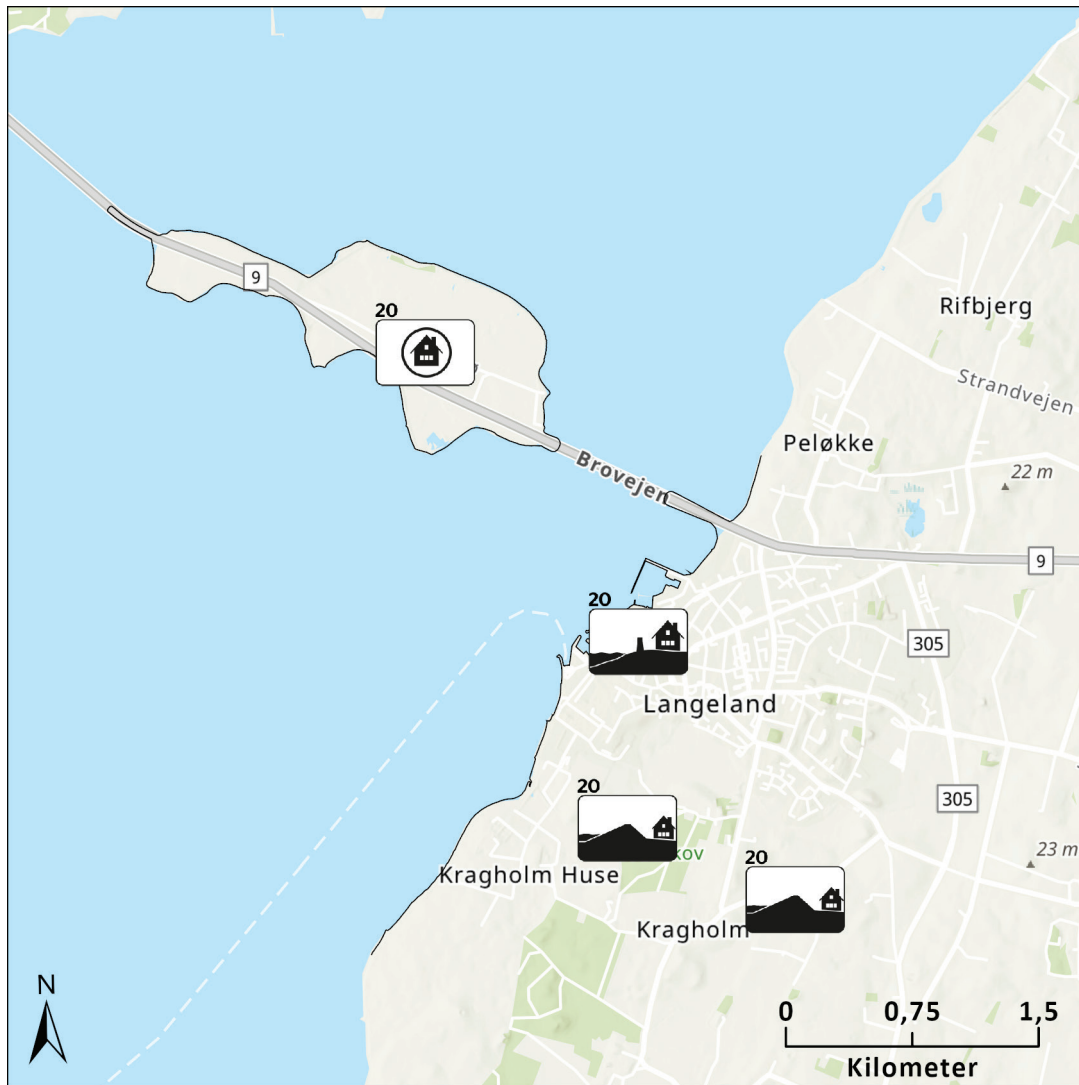 9
20
Rifbjerg
Strandvejen
Peløkke
22 m
Brovejen
9
20
305
Langeland
20
305
kov
23 m
Kragholm Huse
20
Kragholm
N
0 0,75 1,5
Kilometer